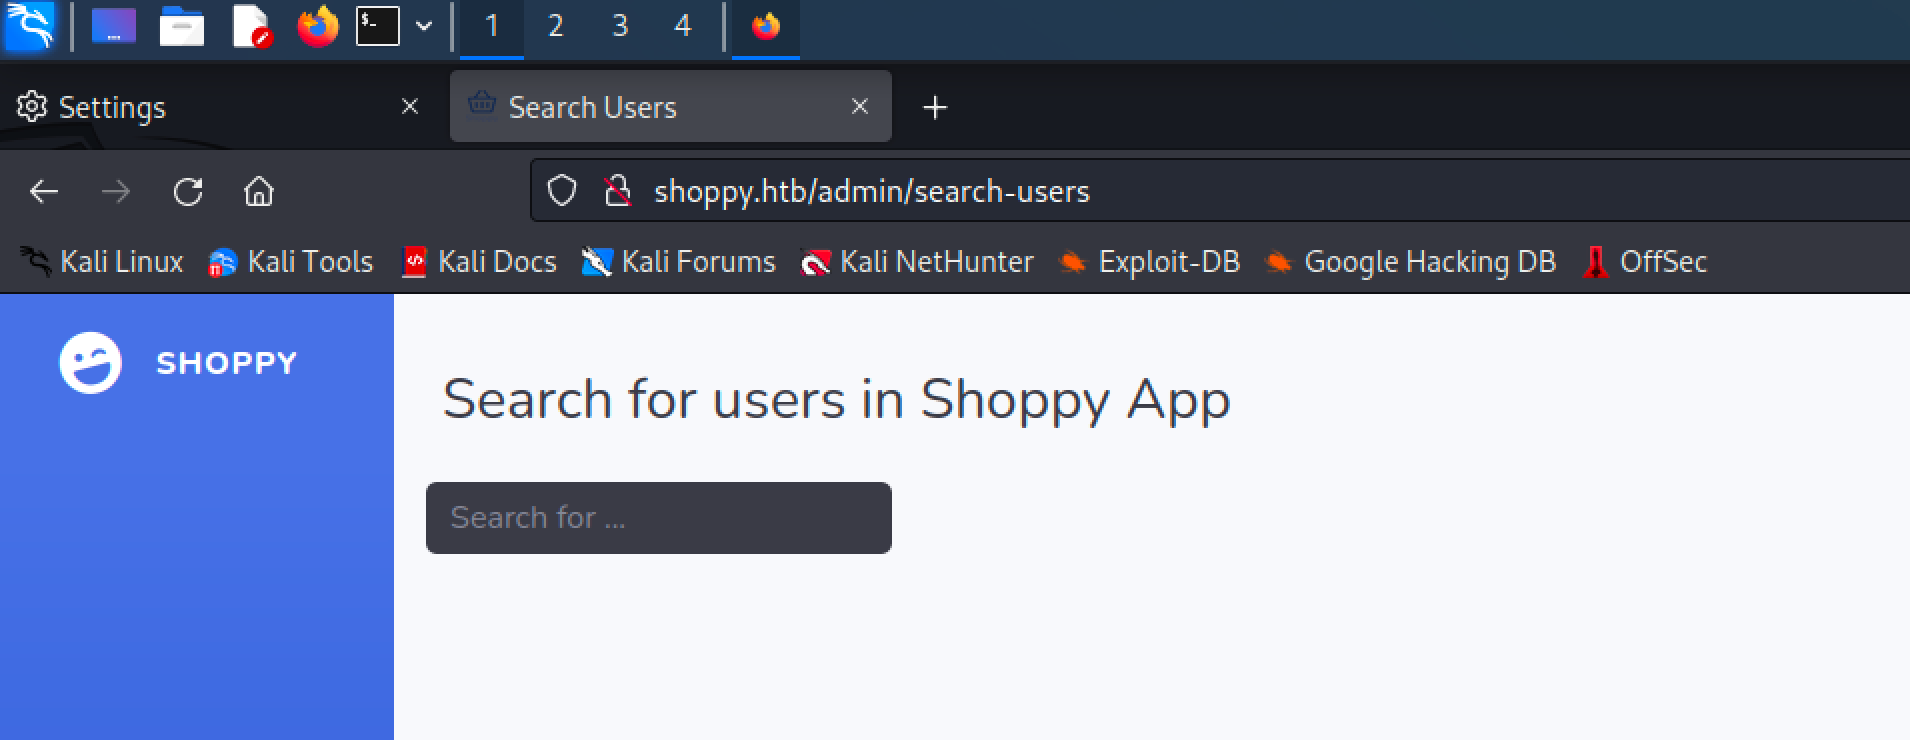 1 2 3 4
Settings Search Users
shoppy.htb/admin/search-users
Kali Linux Kali Tools Kali Docs Kali Forums Kali NetHunter Exploit-DB Google Hacking DB OffSec
SHOPPY
Search for users in Shoppy App
Search for ...